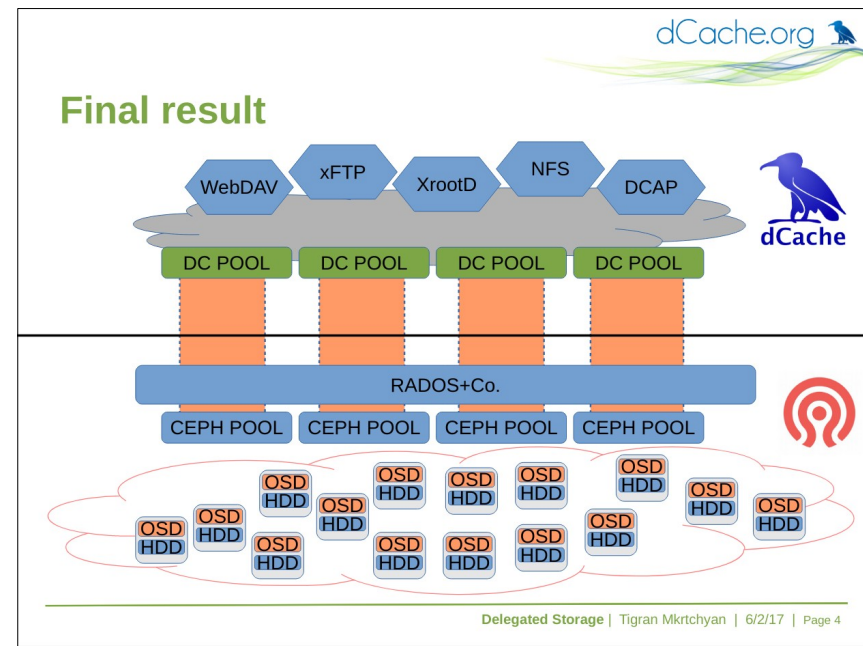 dCache.org
Final result
WebDAV
xFTP
XrootD
NFS
DCAP
dCache
DC POOL DC POOL DC POOL DC POOL
RADOS+Co.
CEPH POOL CEPH POOL CEPH POOL CEPH POOL
OSD
HDD
OSD
HDD
OSD
HDD
OSD
HDD
OSD
HDD
OSD
HDD
OSD
HDD
OSD
HDD
OSD
HDD
OSD
HDD
OSD
HDD
OSD
HDD
OSD
HDD
OSD
HDD
OSD
HDD
Delegated Storage | Tigran Mkrtchyan | 6/2/17 | Page 4